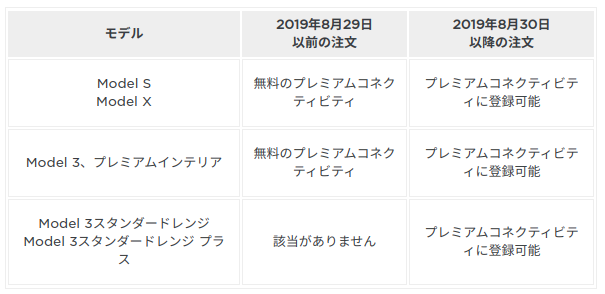 モデル
2019年8月29日
以前の注文
2019年8月30日
以降の注文
Model S
Model X
無料のプレミアムコネク
ティビティ
プレミアムコネクティビテ
ィに登録可能
Model 3、プレミアムインテリア
無料のプレミアムコネク
ティビティ
プレミアムコネクティビテ
ィに登録可能
Model 3スタンダードレンジ
Model 3スタンダードレンジ プラ
ス
該当がありません
プレミアムコネクティビテ
ィに登録可能